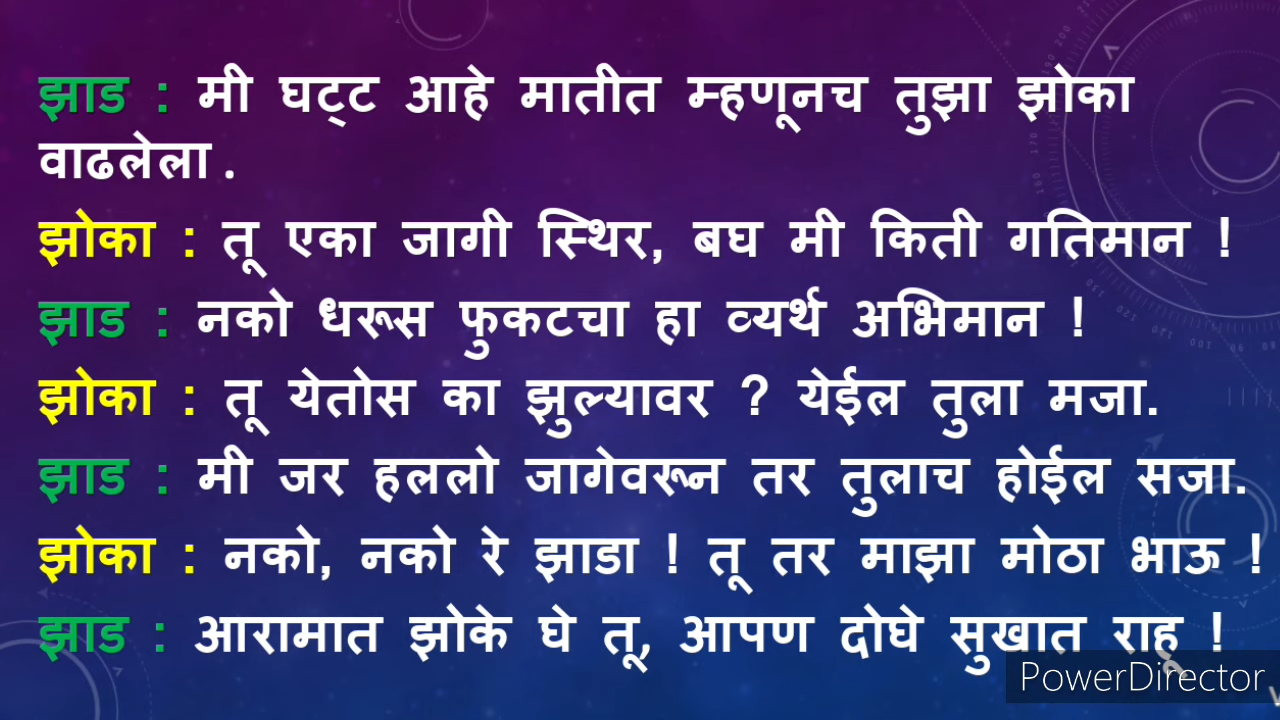 झाड : मी घट्ट आहे मातीत म्हणूनच तुझा झोका
वाढलेला .
झोका : तू एका जागी स्थिर, बघ मी किती गतिमान !
झाड : नको धरूस फुकटचा हा व्यर्थ अभिमान !
झोका : तू येतोस का झुल्यावर ? येईल तुला मजा.
झाड : मी जर हललो जागेवरून तर तुलाच होईल सजा.
झोका : नको, नको रे झाडा ! तू तर माझा मोठा भाऊ !
झाड : आरामात झोके घे तू, आपण दोघे सुखात राहू !
PowerDirector